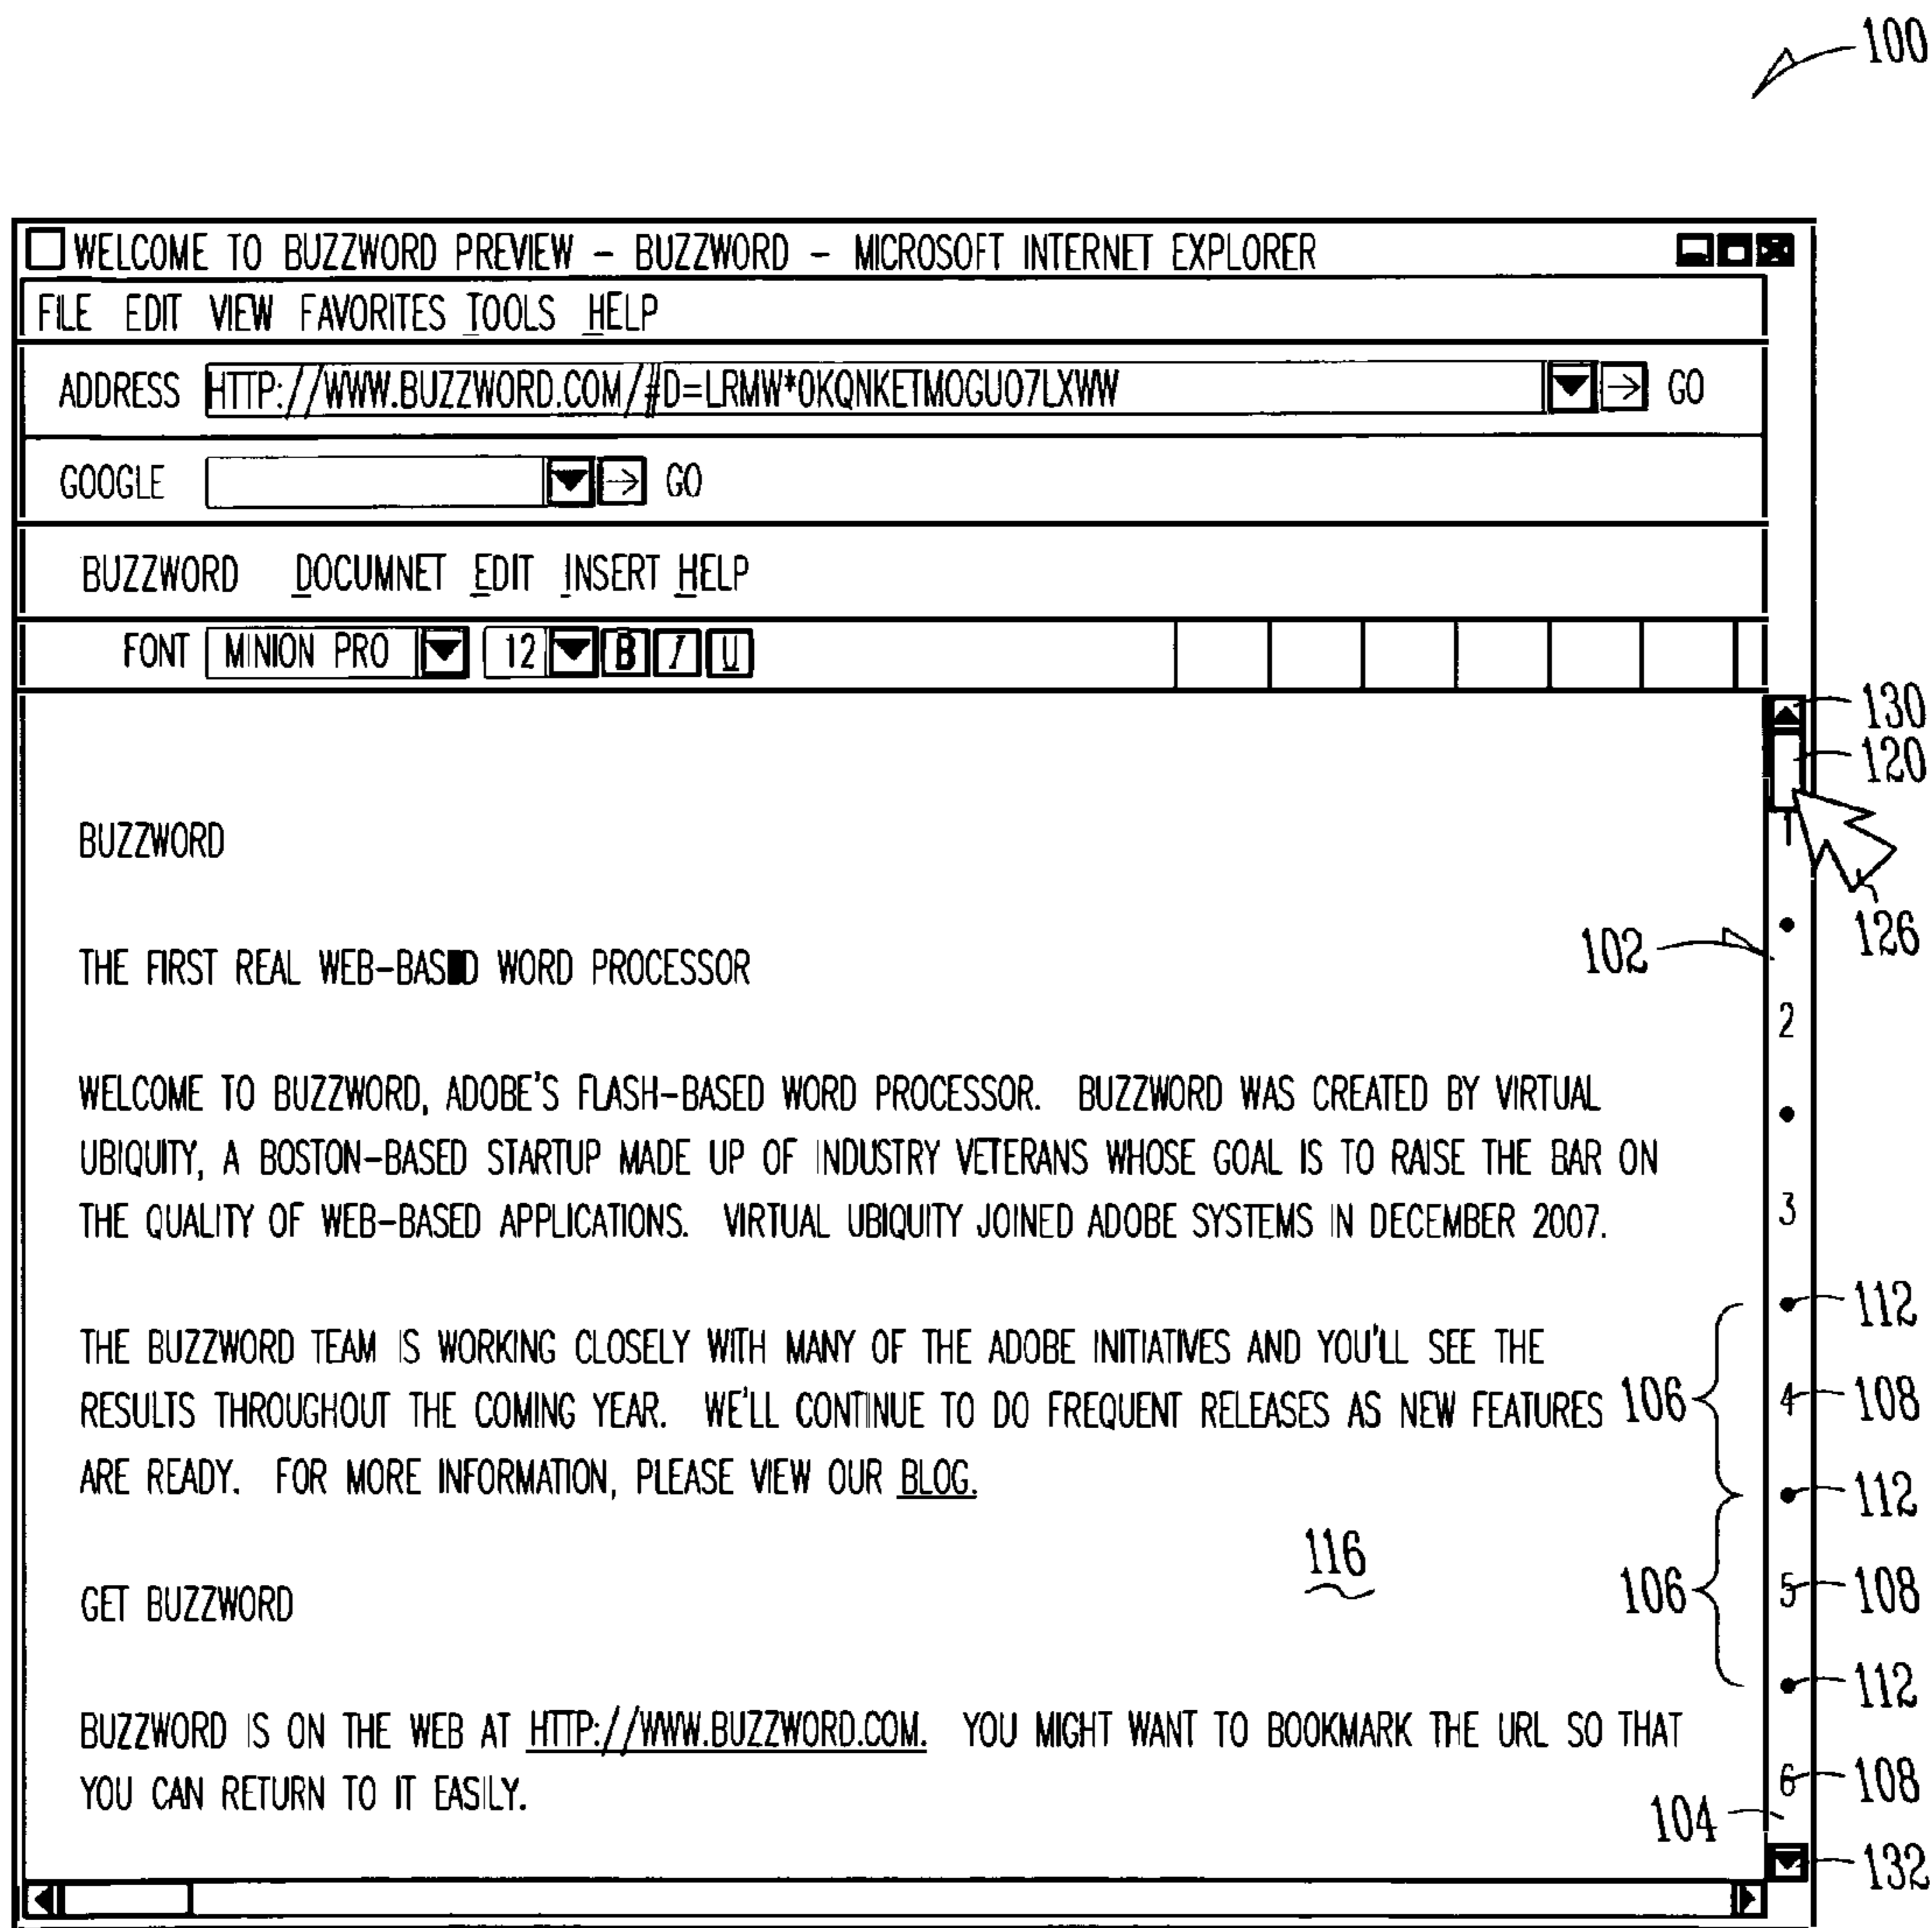 100
WELCOME TO BUZZWORD PREVIEW – BUZZWORD – MICROSOFT INTERNET EXPLORER
FILE EDIT VIEW FAVORITES TOOLS HELP
ADDRESS HTTP://WWW.BUZZWORD.COM/#D=LRMW*0KQNKETMOGUO7LXWW GO
GOOGLE GO
BUZZWORD DOCUMNET EDIT INSERT HELP
FONT MINION PRO 12 B I U
130
120
BUZZWORD 1
126
THE FIRST REAL WEB–BASED WORD PROCESSOR 102
2
WELCOME TO BUZZWORD, ADOBE'S FLASH–BASED WORD PROCESSOR. BUZZWORD WAS CREATED BY VIRTUAL
UBIQUITY, A BOSTON–BASED STARTUP MADE UP OF INDUSTRY VETERANS WHOSE GOAL IS TO RAISE THE BAR ON
THE QUALITY OF WEB–BASED APPLICATIONS. VIRTUAL UBIQUITY JOINED ADOBE SYSTEMS IN DECEMBER 2007. 3
112
THE BUZZWORD TEAM IS WORKING CLOSELY WITH MANY OF THE ADOBE INITIATIVES AND YOU'LL SEE THE
RESULTS THROUGHOUT THE COMING YEAR. WE'LL CONTINUE TO DO FREQUENT RELEASES AS NEW FEATURES 106 4 108
ARE READY. FOR MORE INFORMATION, PLEASE VIEW OUR BLOG. 112
116
GET BUZZWORD 106 5 108
112
BUZZWORD IS ON THE WEB AT HTTP://WWW.BUZZWORD.COM. YOU MIGHT WANT TO BOOKMARK THE URL SO THAT
YOU CAN RETURN TO IT EASILY. 6 108
104
132